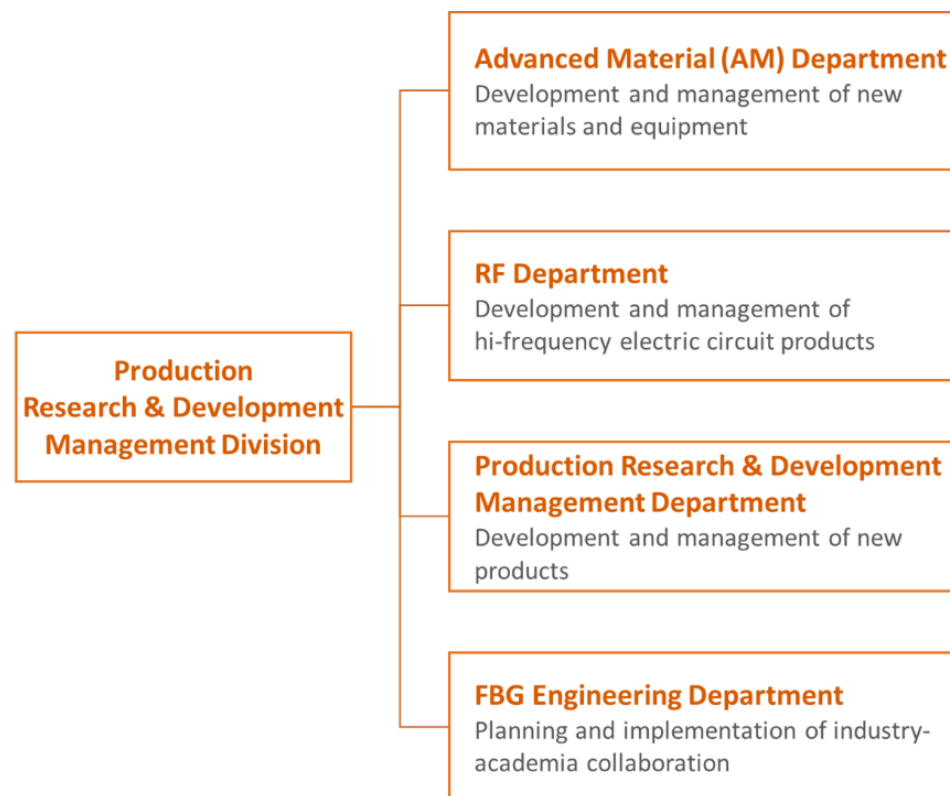 Production
Research & Development
Management Division
Advanced Material (AM) Department
Development and management of new
materials and equipment
RF Department
Development and management of
hi-frequency electric circuit products
Production Research & Development
Management Department
Development and management of new
products
FBG Engineering Department
Planning and implementation of industry-
academia collaboration